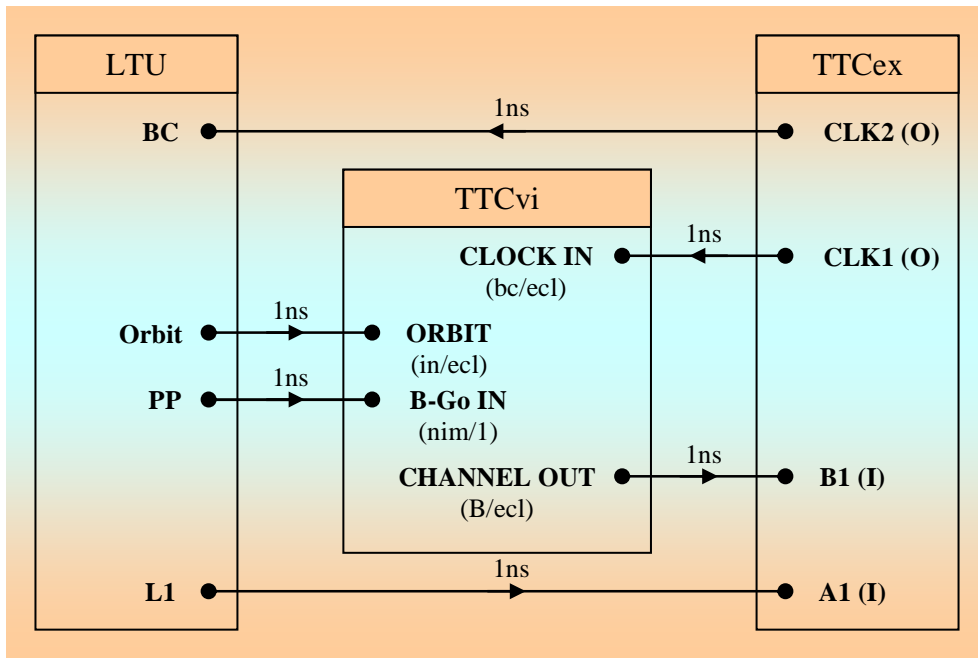 LTU
TTCex
1ns
BC
CLK2 (O)
TTCvi
1ns
CLOCK IN
CLK1 (O)
(bc/ecl)
1ns
Orbit
ORBIT
(in/ecl)
1ns
PP
B-Go IN
(nim/1)
1ns
CHANNEL OUT
B1 (I)
(B/ecl)
1ns
L1
A1 (I)